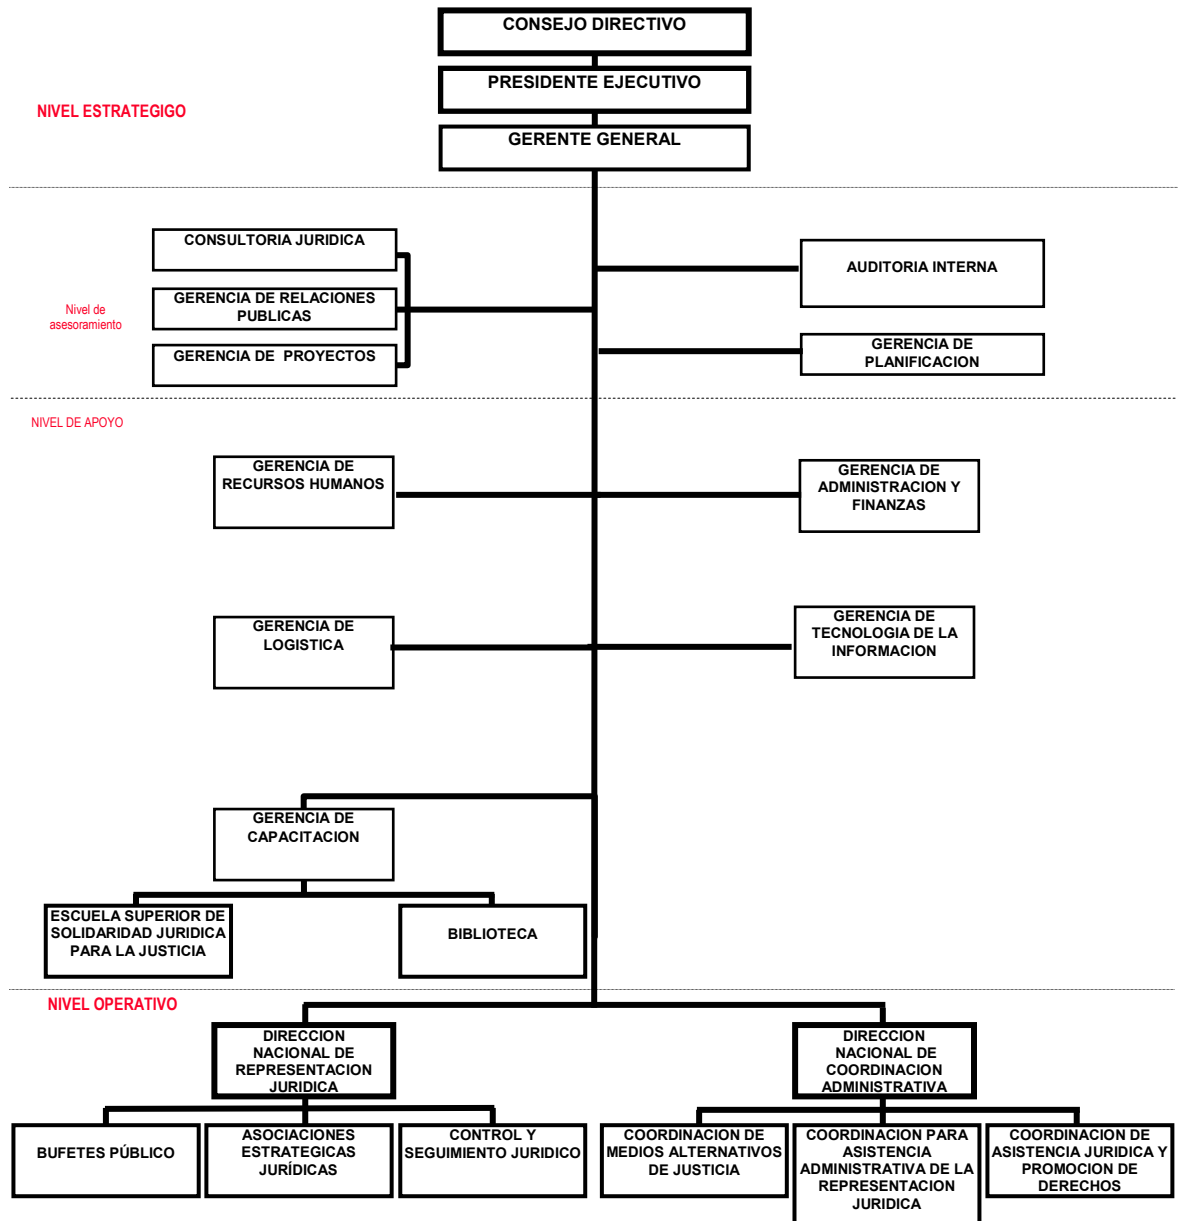 CONSEJO DIRECTIVO
PRESIDENTE EJECUTIVO
NIVEL ESTRATEGIGO
GERENTE GENERAL
CONSULTORIA JURIDICA
AUDITORIA INTERNA
Nivel de
asesoramiento
GERENCIA DE RELACIONES
PUBLICAS
GERENCIA DE PROYECTOS
GERENCIA DE
PLANIFICACION
NIVEL DE APOYO
GERENCIA DE
RECURSOS HUMANOS
GERENCIA DE
ADMINISTRACION Y
FINANZAS
GERENCIA DE
LOGISTICA
GERENCIA DE
TECNOLOGIA DE LA
INFORMACION
GERENCIA DE
CAPACITACION
ESCUELA SUPERIOR DE
SOLIDARIDAD JURIDICA
PARA LA JUSTICIA
BIBLIOTECA
NIVEL OPERATIVO
DIRECCION
NACIONAL DE
REPRESENTACION
JURIDICA
DIRECCION
NACIONAL DE
COORDINACION
ADMINISTRATIVA
BUFETES PÚBLICO
ASOCIACIONES
ESTRATEGICAS
JURÍDICAS
CONTROL Y
SEGUIMIENTO JURIDICO
COORDINACION DE
MEDIOS ALTERNATIVOS
DE JUSTICIA
COORDINACION PARA
ASISTENCIA
ADMINISTRATIVA DE LA
REPRESENTACION
JURIDICA
COORDINACION DE
ASISTENCIA JURIDICA Y
PROMOCION DE
DERECHOS